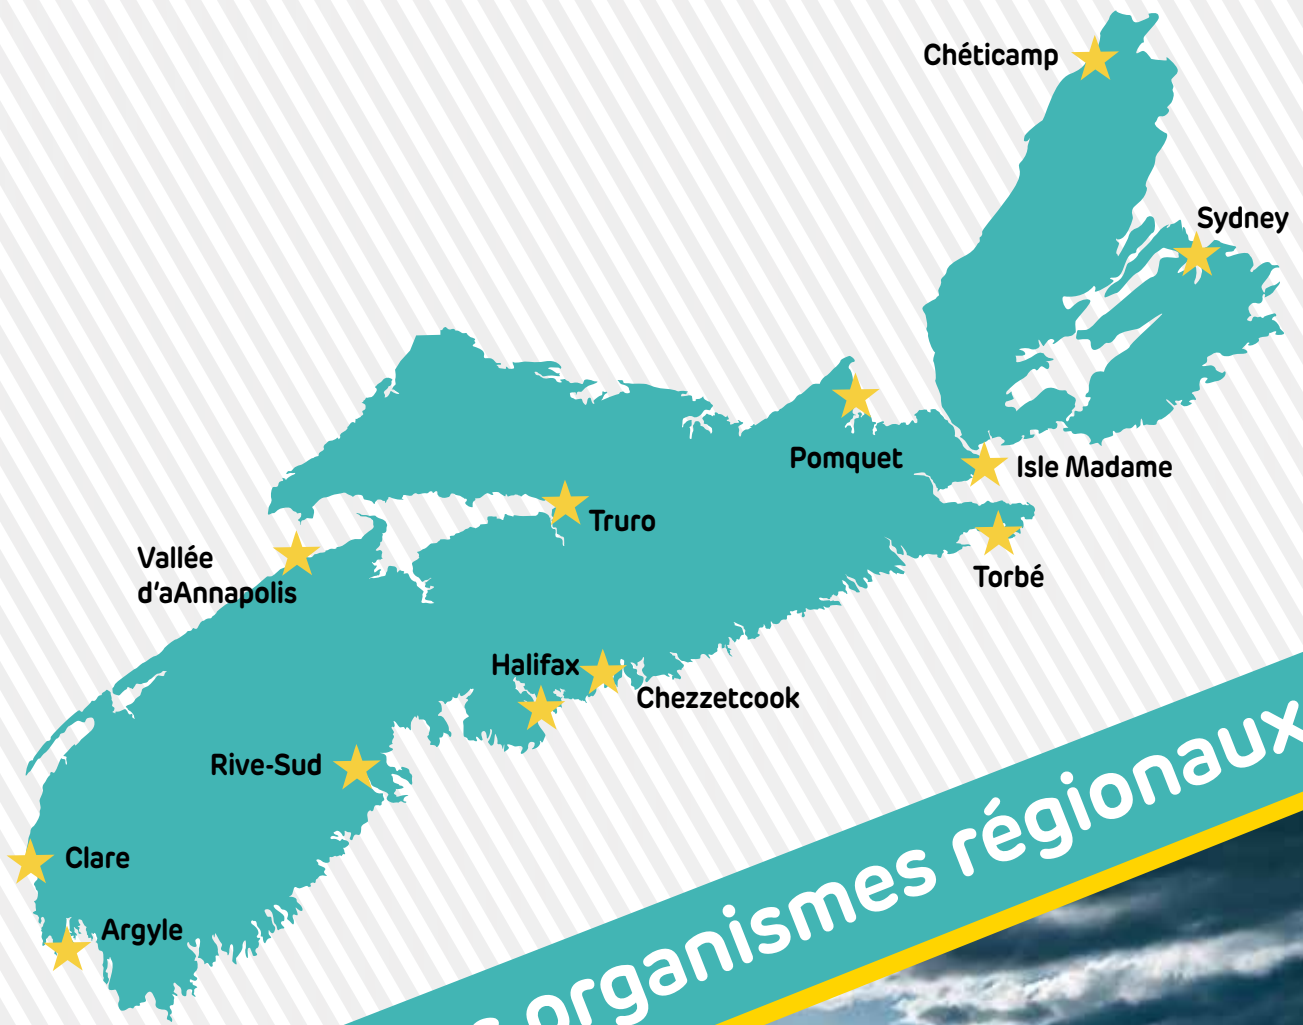 Chéticamp
Sydney
Pomquet
Isle Madame
Truro
Torbé
Vallée
d'aAnnapolis
Halifax
Chezzetcook
Rive-Sud
Clare
Argyle
organismes régionaux